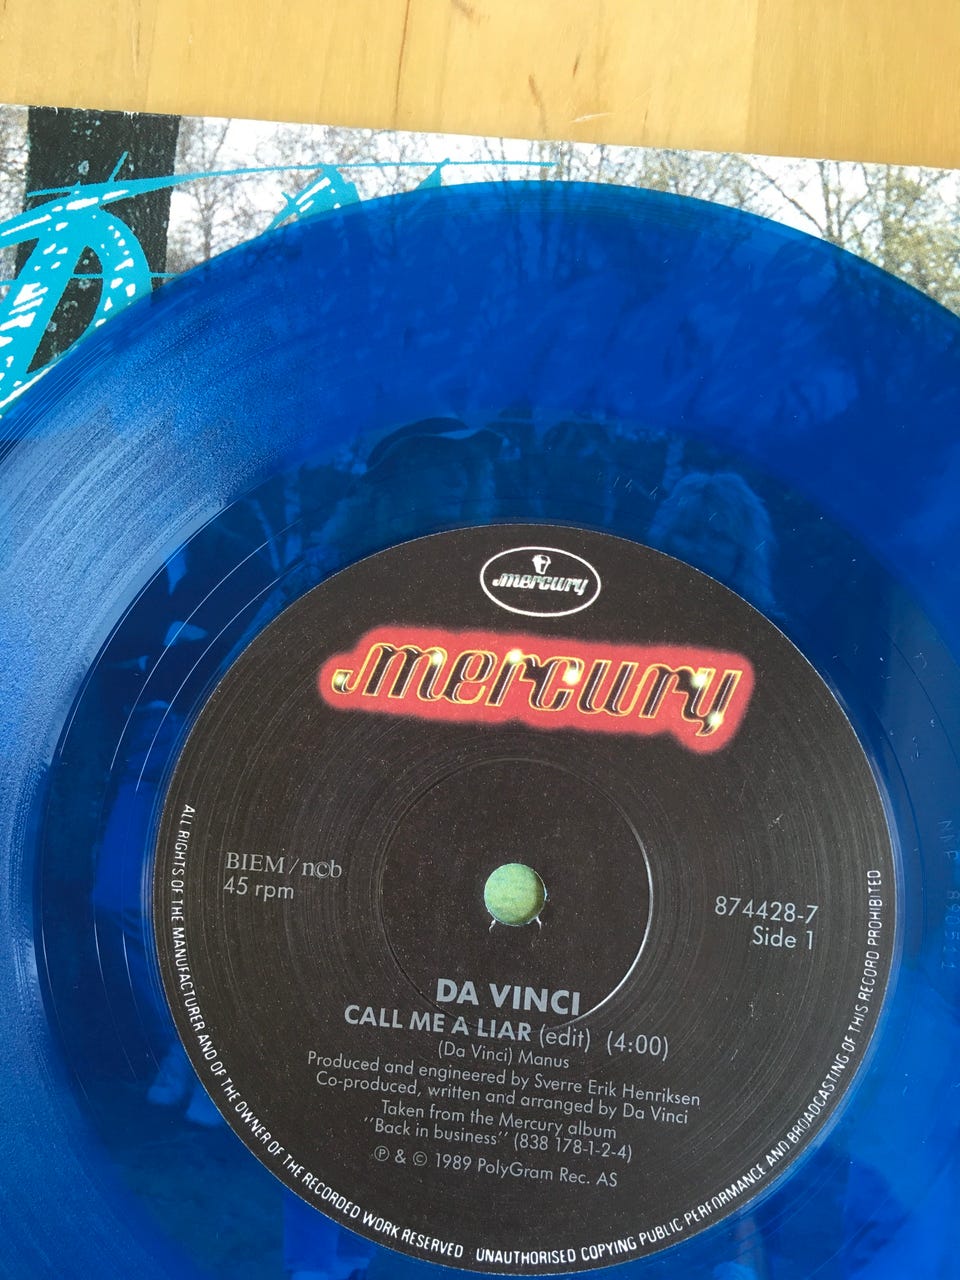 mercury
mercury
BIEM/n©b
45 rpm
874428-7
Side 1
DA VINCI
CALL ME A LIAR (edit) (4:00)
(Da Vinci) Manus
Produced and engineered by Sverre Erik Henriksen
Co-produced, written and arranged by Da Vinci
Taken from the Mercury album
"Back in business" (838 178-1-2-4)
℗ & © 1989 PolyGram Rec. AS
ALL RIGHTS OF THE MANUFACTURER AND OF THE OWNER OF THE RECORDED WORK RESERVED UNAUTHORISED COPYING PUBLIC PERFORMANCE AND BROADCASTING OF THIS RECORD PROHIBITED